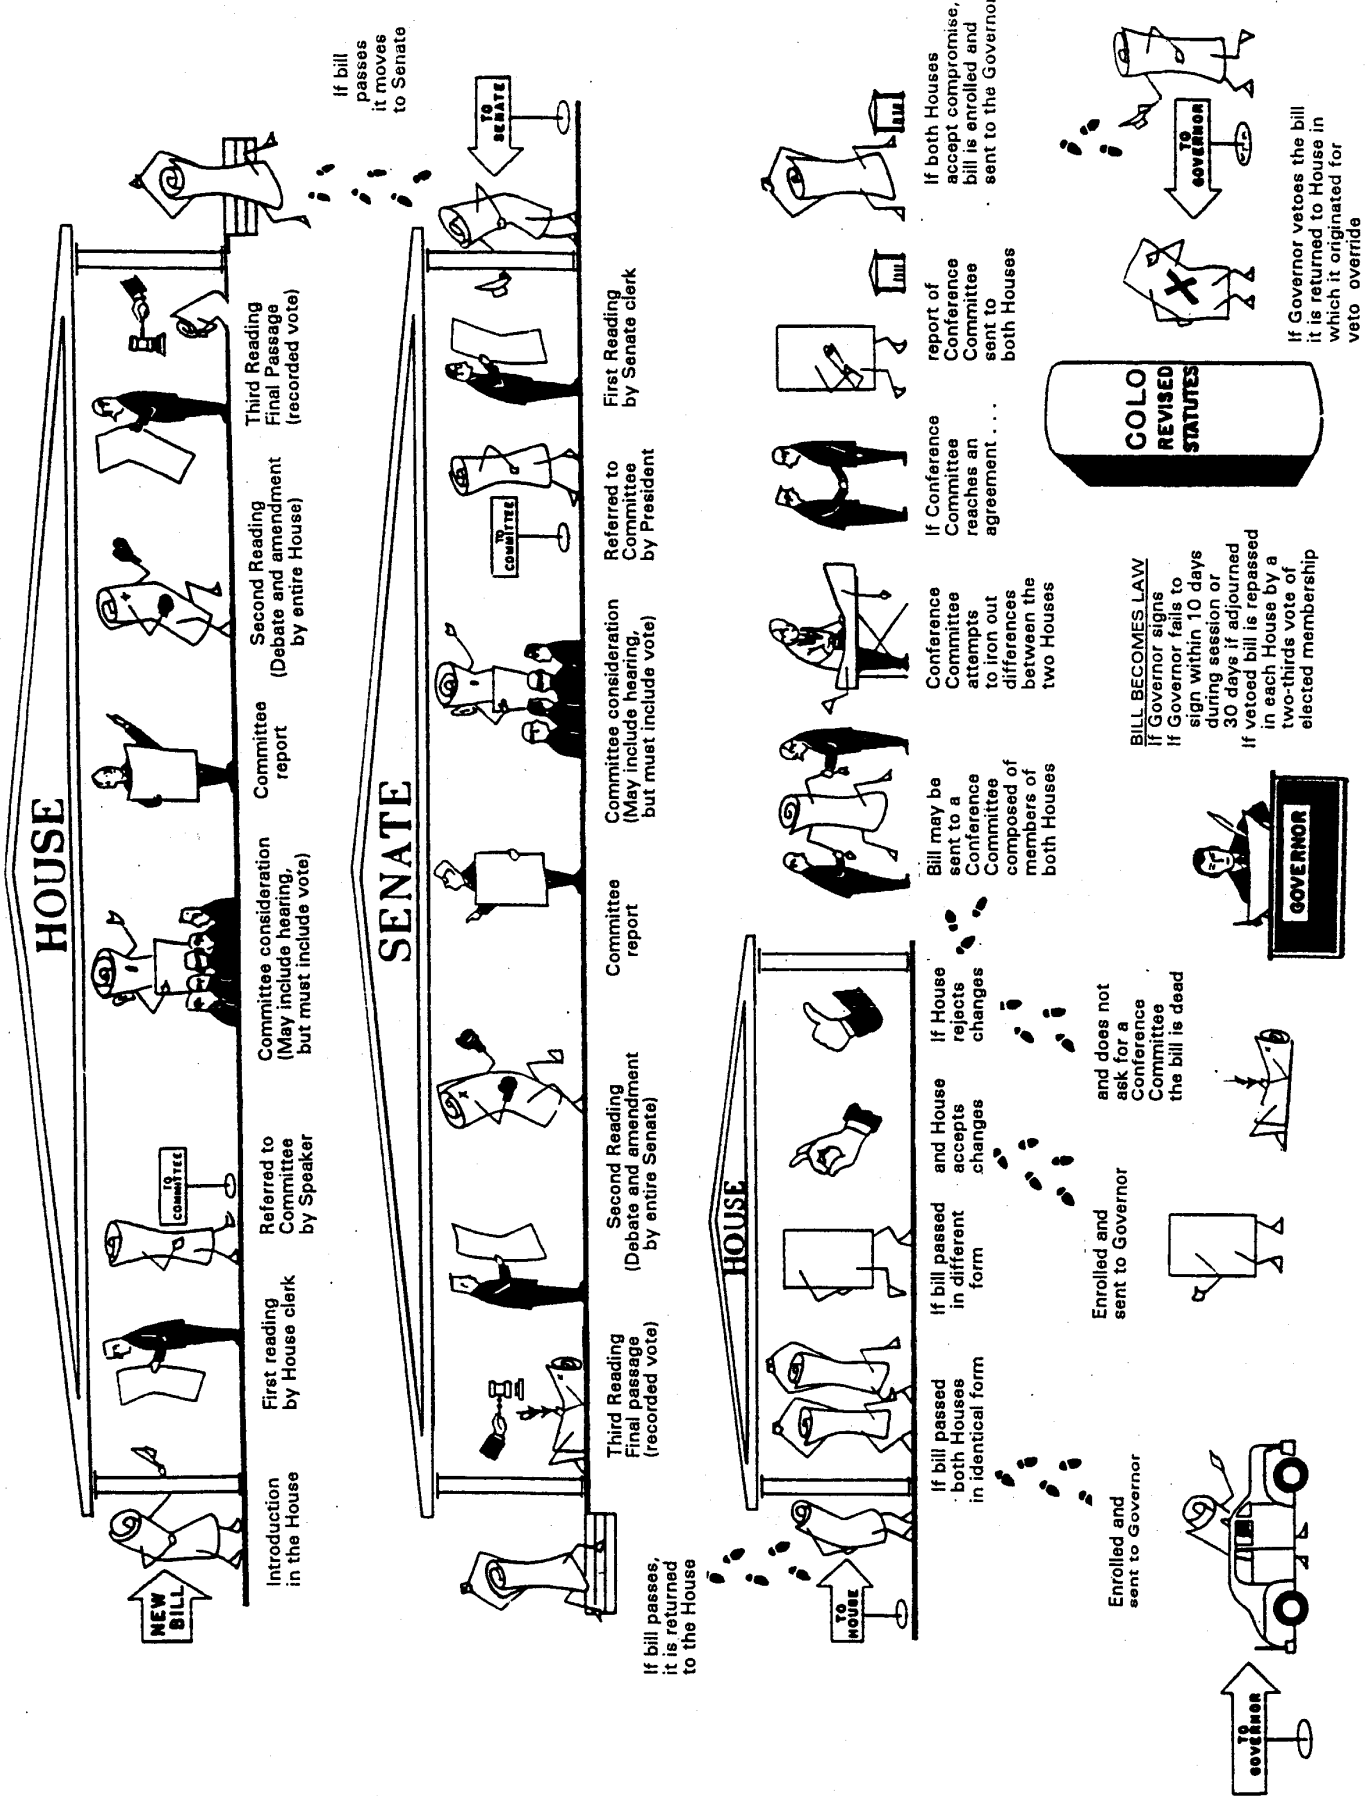 HOUSE
NEW
BILL
TO
COMMITTEE
Introduction
in the House
First reading
by House clerk
Referred to
Committee
by Speaker
Committee consideration
(May include hearing,
but must include vote)
Committee
report
Second Reading
(Debate and amendment
by entire House)
Third Reading
Final Passage
(recorded vote)
If bill
passes
it moves
to Senate
SENATE
TO
SENATE
TO
COMMITTEE
First Reading
by Senate clerk
Referred to
Committee
by President
Committee consideration
(May include hearing,
but must include vote)
Committee
report
Second Reading
(Debate and amendment
by entire Senate)
Third Reading
Final passage
(recorded vote)
If bill passes,
it is returned
to the House
HOUSE
TO
HOUSE
If bill passed
both Houses
in identical form
If bill passed
in different
form
and House
accepts
changes
If House
rejects
changes
Bill may be
sent to a
Conference
Committee
composed of
members of
both Houses
Conference
Committee
attempts
to iron out
differences
between the
two Houses
If Conference
Committee
reaches an
agreement . . .
report of
Conference
Committee
sent to
both Houses
If both Houses
accept compromise,
bill is enrolled and
sent to the Governor
Enrolled and
sent to Governor
Enrolled and
sent to Governor
and does not
ask for a
Conference
Committee
the bill is dead
TO
GOVERNOR
GOVERNOR
BILL BECOMES LAW
If Governor signs
If Governor fails to
sign within 10 days
during session or
30 days if adjourned
If vetoed bill is repassed
in each House by a
two-thirds vote of
elected membership
COLO
REVISED
STATUTES
TO
GOVERNOR
If Governor vetoes the bill
it is returned to House in
which it originated for
veto override